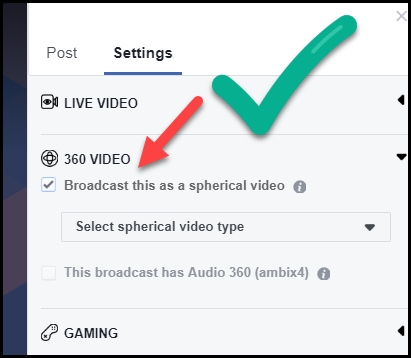 Post Settings
LIVE VIDEO
360 VIDEO
Broadcast this as a spherical video
Select spherical video type
This broadcast has Audio 360 (ambix4)
GAMING